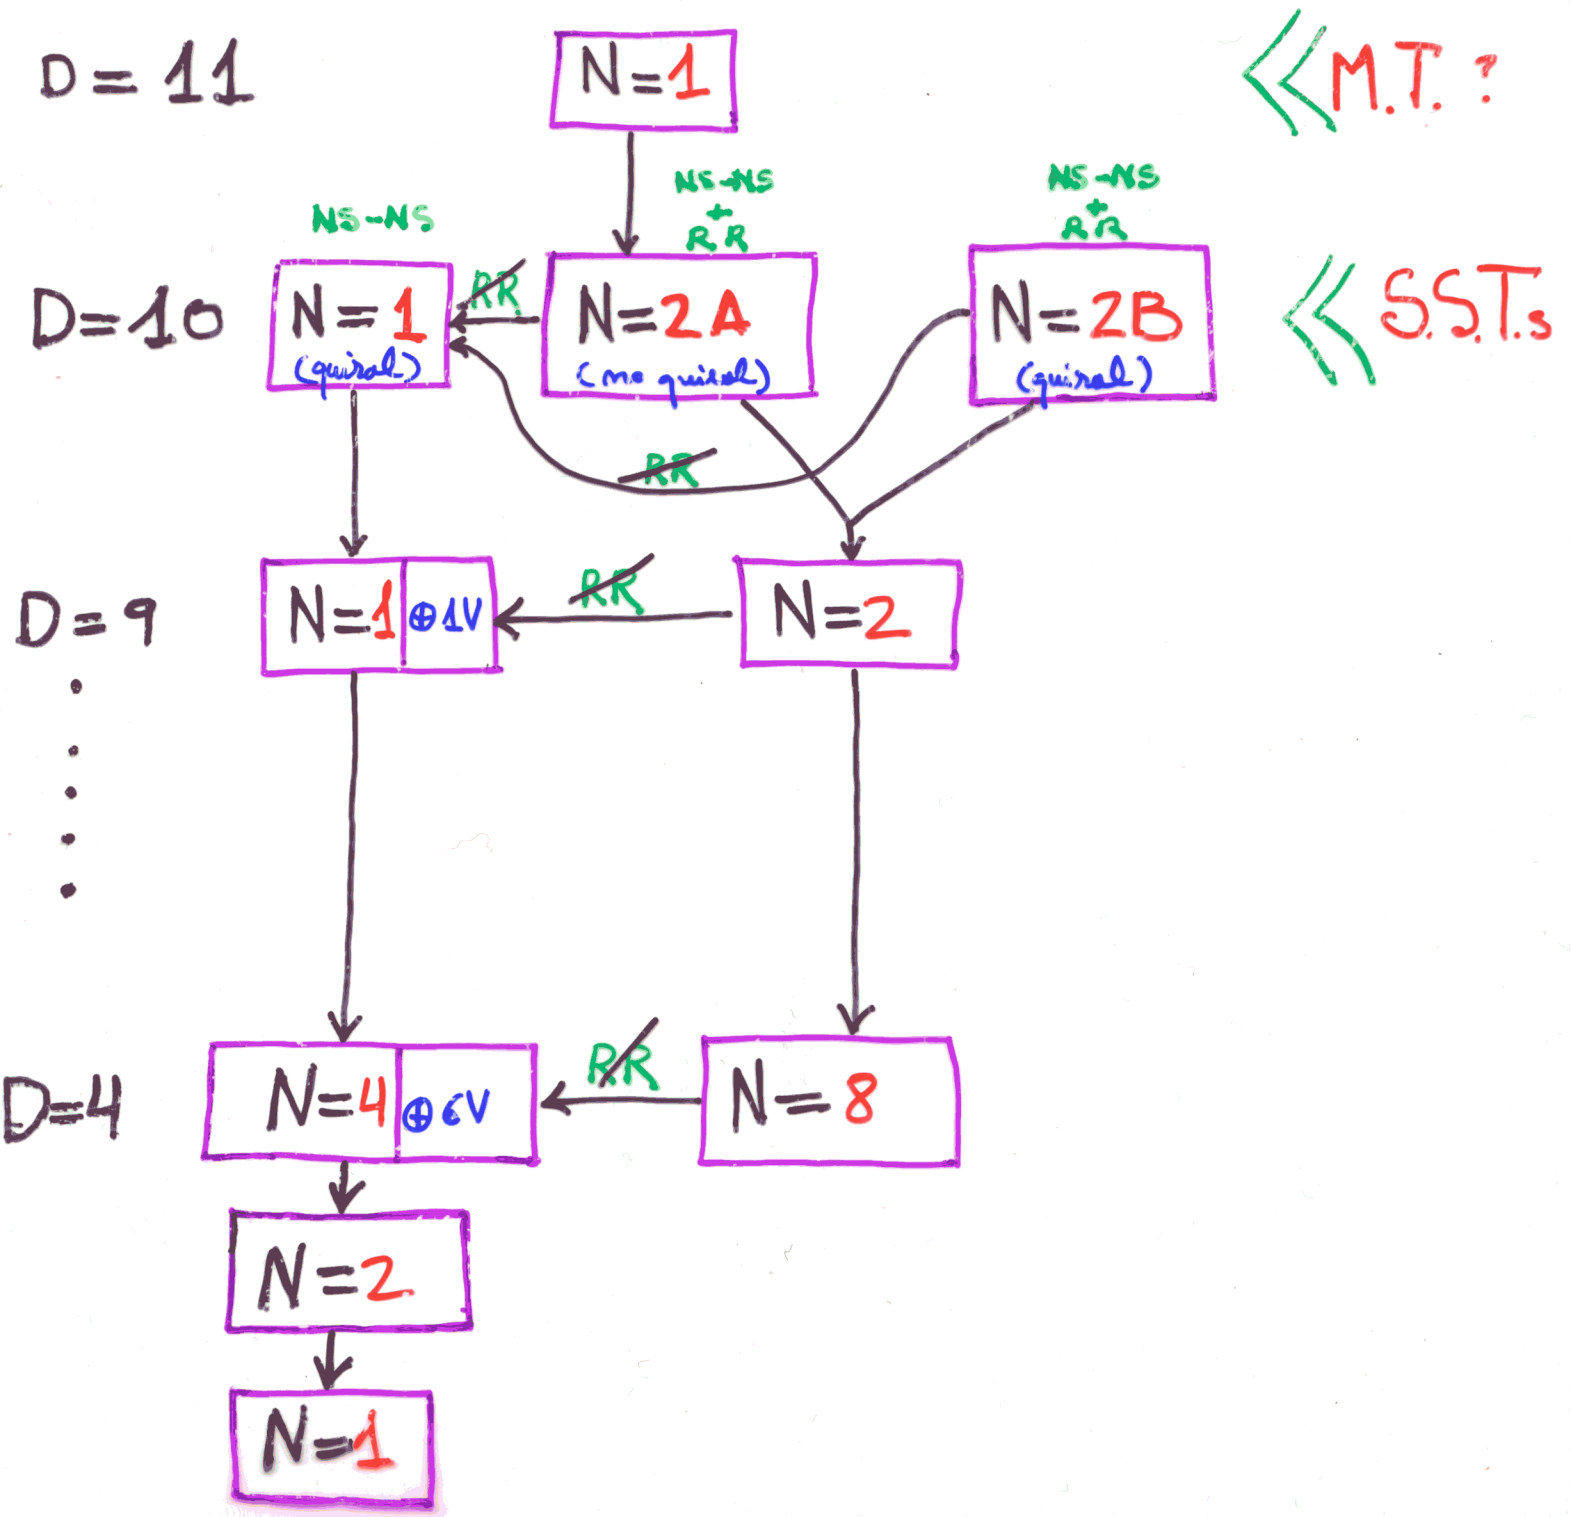 D = 11
N=1
≪ M.T. ?
NS-NS
NS-NS
+
RR
NS-NS
+
RR
D=10
N=1
(quiral)
RR
N=2A
(no quiral)
N=2B
(quiral)
≪ S.S.T.s
RR
D=9
N=1 ⊕1V
RR
N=2
D=4
N=4 ⊕6V
RR
N=8
N=2
N=1